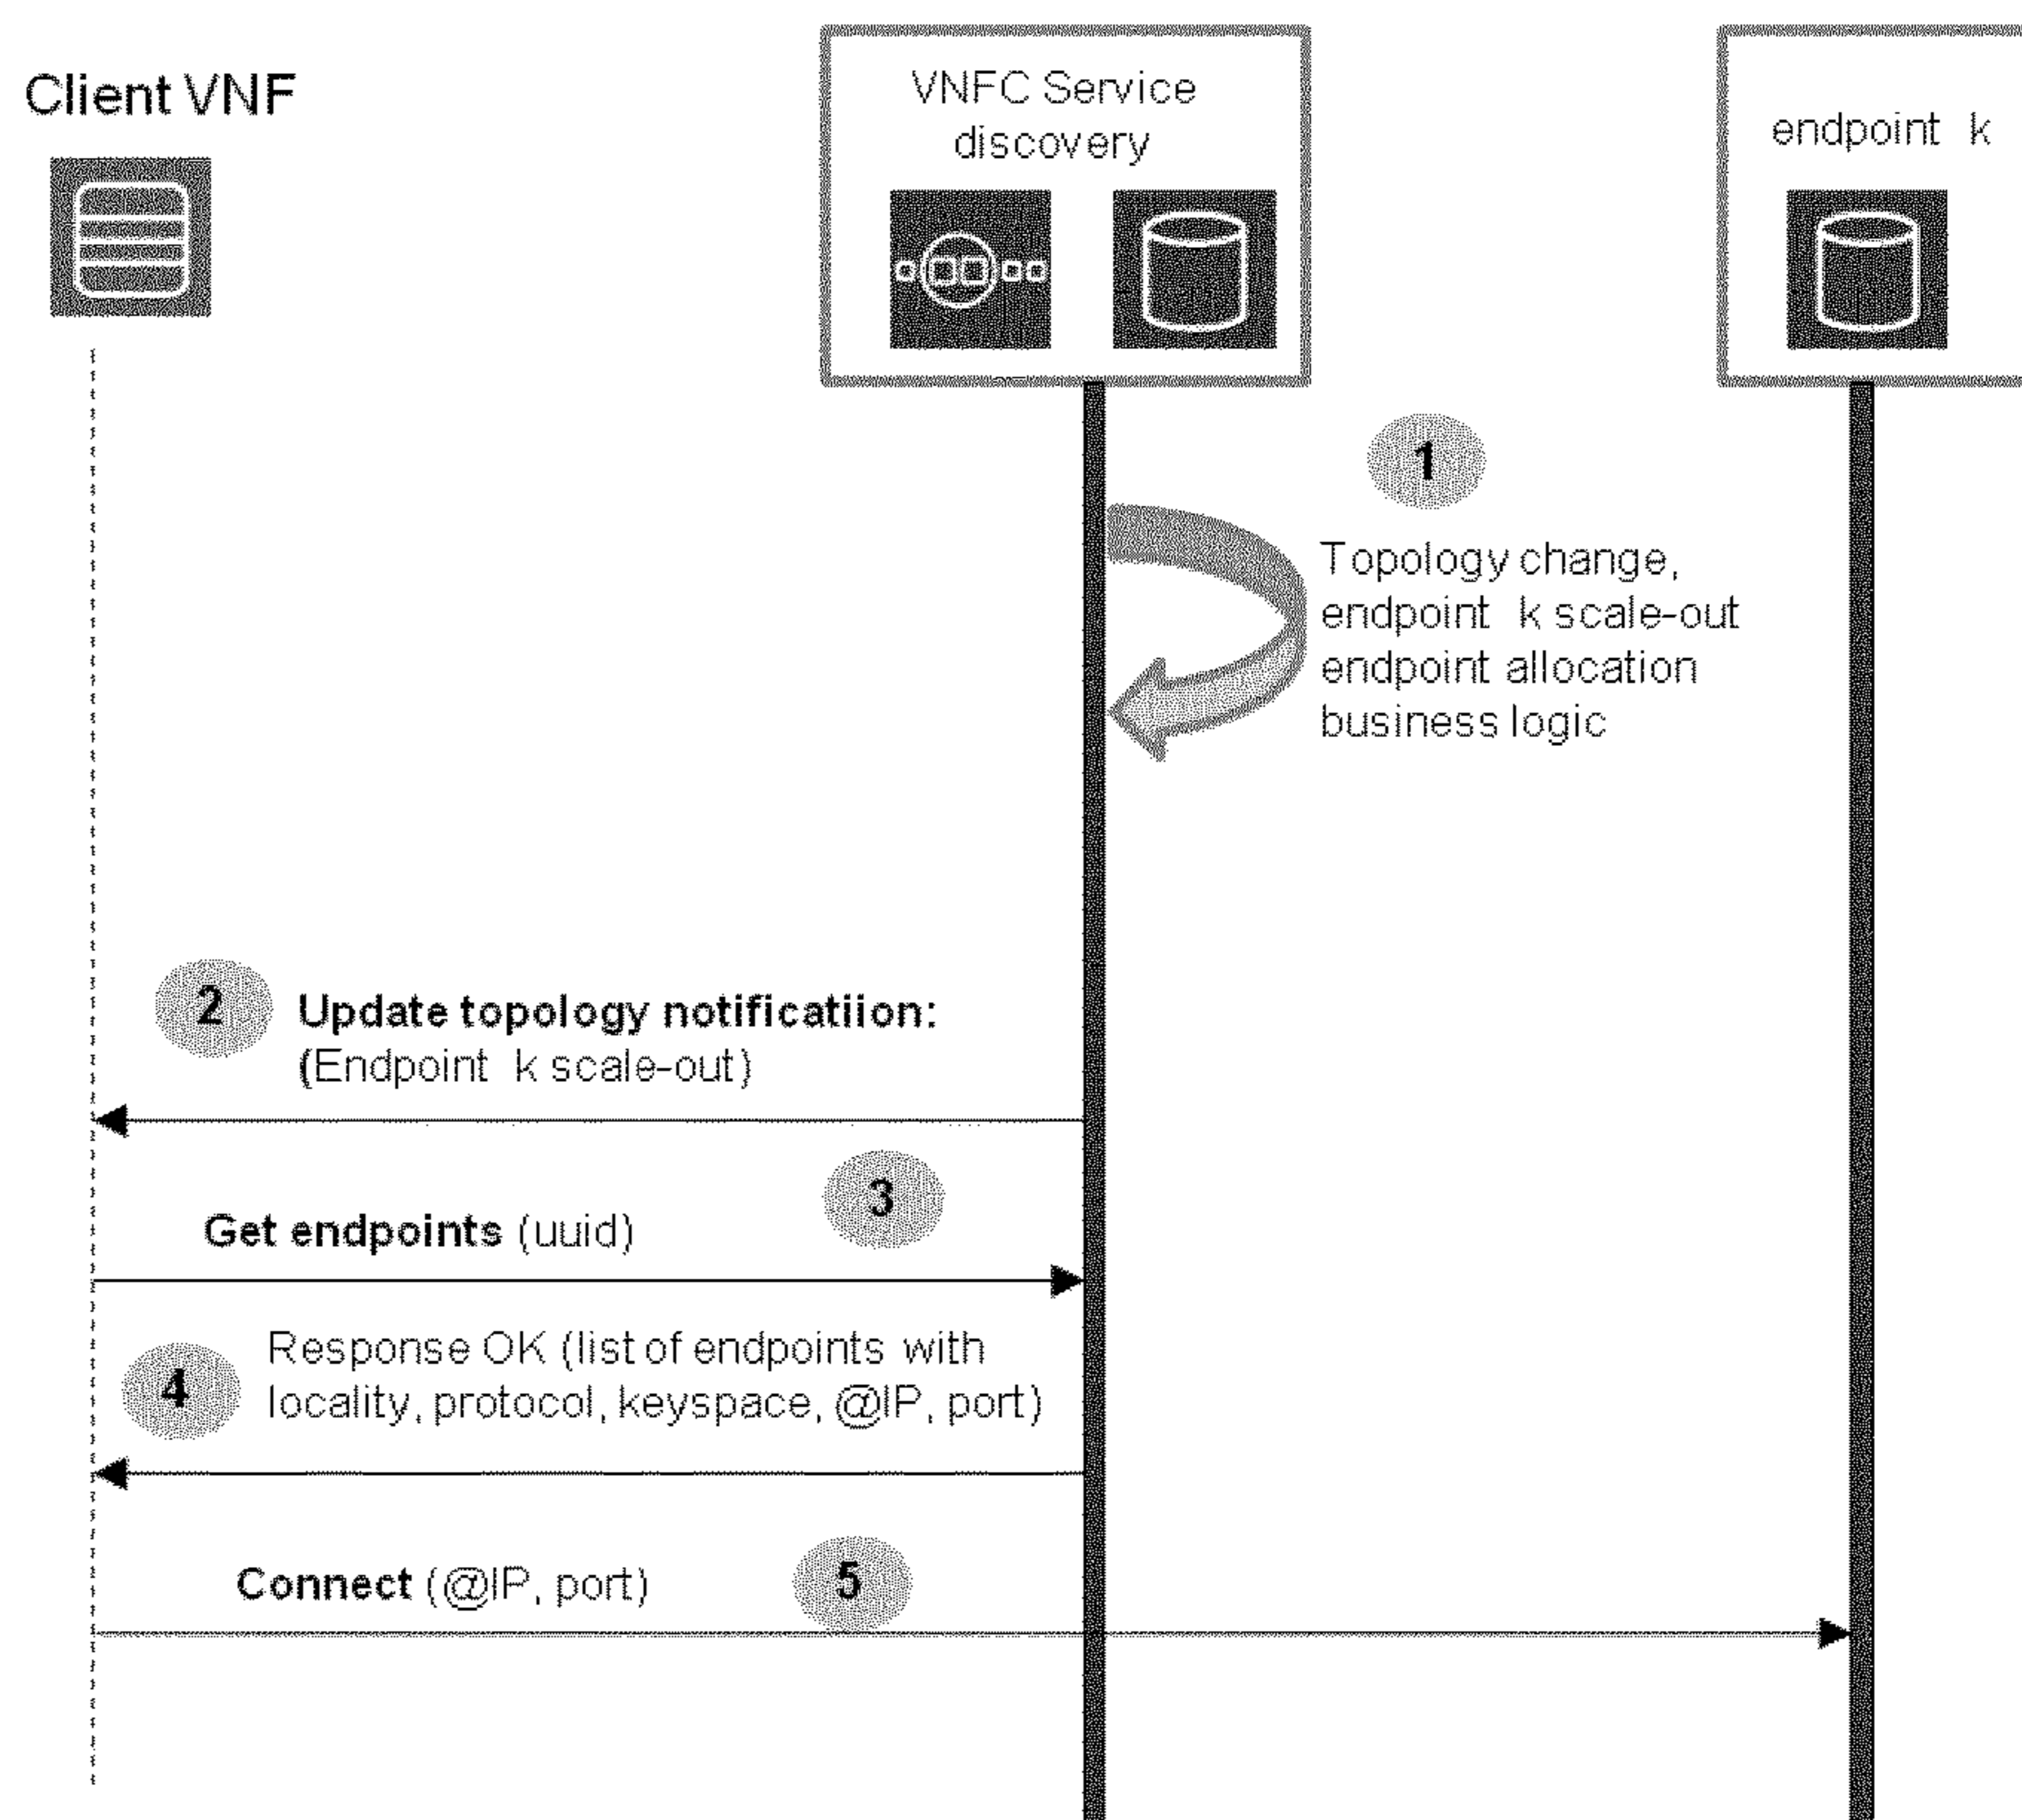 Client VNF
VNFC Service
discovery
endpoint k
1
Topology change,
endpoint k scale-out
endpoint allocation
business logic
2
Update topology notificatiion:
(Endpoint k scale-out)
3
Get endpoints (uuid)
4
Response OK (list of endpoints with
locality, protocol, keyspace, @IP, port)
5
Connect (@IP, port)